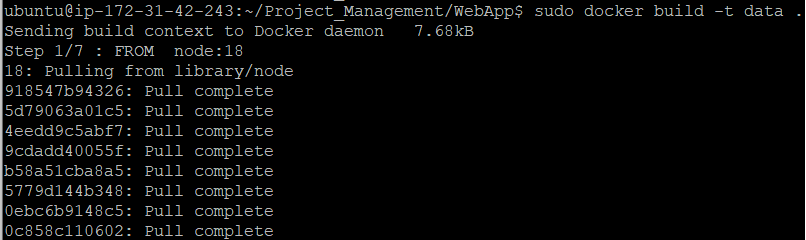 ubuntu@ip-172-31-42-243:~/Project_Management/WebApp$ sudo docker build -t data .
Sending build context to Docker daemon   7.68kB
Step 1/7 : FROM  node:18
18: Pulling from library/node
918547b94326: Pull complete
5d79063a01c5: Pull complete
4eedd9c5abf7: Pull complete
9cdadd40055f: Pull complete
b58a51cba8a5: Pull complete
5779d144b348: Pull complete
0ebc6b9148c5: Pull complete
0c858c110602: Pull complete